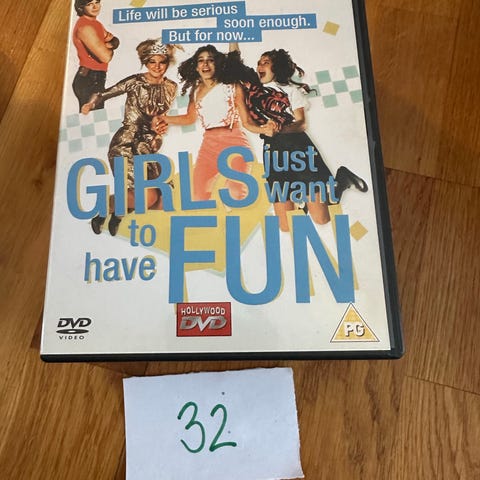 Life will be serious
soon enough.
But for now...
GIRLS just
want
to
have FUN
HOLLYWOOD
DVD
DVD
VIDEO
PG
32